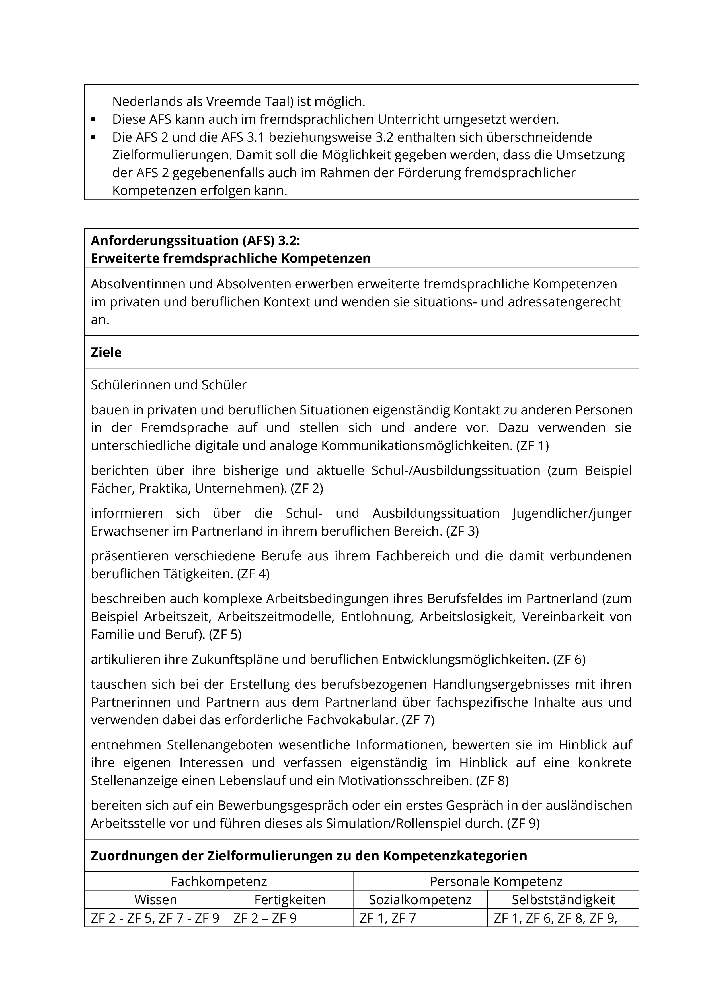 Nederlands als Vreemde Taal) ist möglich.
• Diese AFS kann auch im fremdsprachlichen Unterricht umgesetzt werden.
• Die AFS 2 und die AFS 3.1 beziehungsweise 3.2 enthalten sich überschneidende
Zielformulierungen. Damit soll die Möglichkeit gegeben werden, dass die Umsetzung
der AFS 2 gegebenenfalls auch im Rahmen der Förderung fremdsprachlicher
Kompetenzen erfolgen kann.
Anforderungssituation (AFS) 3.2:
Erweiterte fremdsprachliche Kompetenzen
Absolventinnen und Absolventen erwerben erweiterte fremdsprachliche Kompetenzen
im privaten und beruflichen Kontext und wenden sie situations- und adressatengerecht
an.
Ziele
Schülerinnen und Schüler
bauen in privaten und beruflichen Situationen eigenständig Kontakt zu anderen Personen
in der Fremdsprache auf und stellen sich und andere vor. Dazu verwenden sie
unterschiedliche digitale und analoge Kommunikationsmöglichkeiten. (ZF 1)
berichten über ihre bisherige und aktuelle Schul-/Ausbildungssituation (zum Beispiel
Fächer, Praktika, Unternehmen). (ZF 2)
informieren sich über die Schul- und Ausbildungssituation Jugendlicher/junger
Erwachsener im Partnerland in ihrem beruflichen Bereich. (ZF 3)
präsentieren verschiedene Berufe aus ihrem Fachbereich und die damit verbundenen
beruflichen Tätigkeiten. (ZF 4)
beschreiben auch komplexe Arbeitsbedingungen ihres Berufsfeldes im Partnerland (zum
Beispiel Arbeitszeit, Arbeitszeitmodelle, Entlohnung, Arbeitslosigkeit, Vereinbarkeit von
Familie und Beruf). (ZF 5)
artikulieren ihre Zukunftspläne und beruflichen Entwicklungsmöglichkeiten. (ZF 6)
tauschen sich bei der Erstellung des berufsbezogenen Handlungsergebnisses mit ihren
Partnerinnen und Partnern aus dem Partnerland über fachspezifische Inhalte aus und
verwenden dabei das erforderliche Fachvokabular. (ZF 7)
entnehmen Stellenangeboten wesentliche Informationen, bewerten sie im Hinblick auf
ihre eigenen Interessen und verfassen eigenständig im Hinblick auf eine konkrete
Stellenanzeige einen Lebenslauf und ein Motivationsschreiben. (ZF 8)
bereiten sich auf ein Bewerbungsgespräch oder ein erstes Gespräch in der ausländischen
Arbeitsstelle vor und führen dieses als Simulation/Rollenspiel durch. (ZF 9)
Zuordnungen der Zielformulierungen zu den Kompetenzkategorien
Fachkompetenz Personale Kompetenz
Wissen Fertigkeiten Sozialkompetenz Selbstständigkeit
ZF 2 - ZF 5, ZF 7 - ZF 9 ZF 2 – ZF 9 ZF 1, ZF 7 ZF 1, ZF 6, ZF 8, ZF 9,